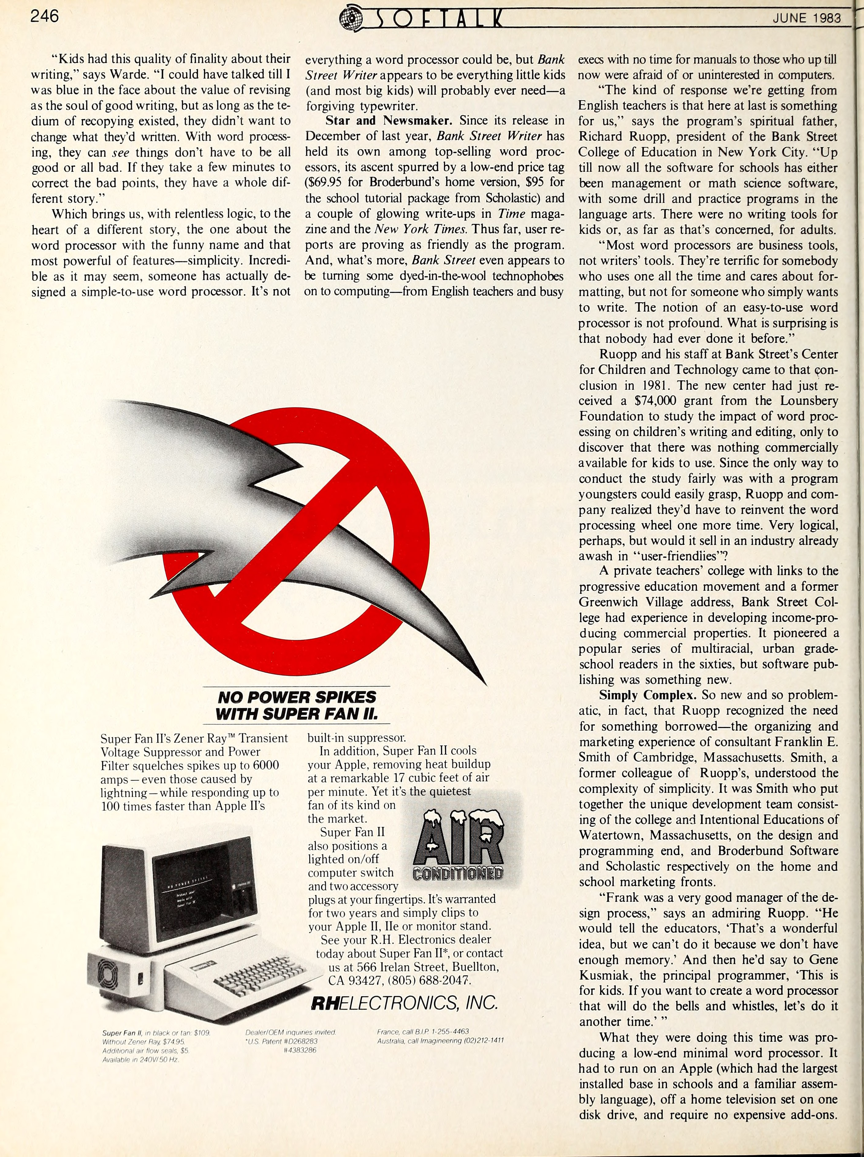 246
SOFTALK
JUNE 1983
“Kids had this quality of finality about their
writing,” says Warde. “I could have talked till I
was blue in the face about the value of revising
as the soul of good writing, but as long as the te-
dium of recopying existed, they didn't want to
change what they'd written. With word process-
ing, they can see things don't have to be all
good or all bad. If they take a few minutes to
correct the bad points, they have a whole dif-
ferent story.”
Which brings us, with relentless logic, to the
heart of a different story, the one about the
word processor with the funny name and that
most powerful of features—simplicity. Incredi-
ble as it may seem, someone has actually de-
signed a simple-to-use word processor. It's not
everything a word processor could be, but Bank
Street Writer appears to be everything little kids
(and most big kids) will probably ever need—a
forgiving typewriter.
Star and Newsmaker. Since its release in
December of last year, Bank Street Writer has
held its own among top-selling word proc-
essors, its ascent spurred by a low-end price tag
($69.95 for Broderbund's home version, $95 for
the school tutorial package from Scholastic) and
a couple of glowing write-ups in Time maga-
zine and the New York Times. Thus far, user re-
ports are proving as friendly as the program.
And, what's more, Bank Street even appears to
be turning some dyed-in-the-wool technophobes
on to computing—from English teachers and busy
execs with no time for manuals to those who up till
now were afraid of or uninterested in computers.
“The kind of response we're getting from
English teachers is that here at last is something
for us,” says the program's spiritual father,
Richard Ruopp, president of the Bank Street
College of Education in New York City. “Up
till now all the software for schools has either
been management or math science software,
with some drill and practice programs in the
language arts. There were no writing tools for
kids or, as far as that's concerned, for adults.
“Most word processors are business tools,
not writers' tools. They're terrific for somebody
who uses one all the time and cares about for-
matting, but not for someone who simply wants
to write. The notion of an easy-to-use word
processor is not profound. What is surprising is
that nobody had ever done it before.”
Ruopp and his staff at Bank Street's Center
for Children and Technology came to that con-
clusion in 1981. The new center had just re-
ceived a $74,000 grant from the Lounsbery
Foundation to study the impact of word proc-
essing on children's writing and editing, only to
discover that there was nothing commercially
available for kids to use. Since the only way to
conduct the study fairly was with a program
youngsters could easily grasp, Ruopp and com-
pany realized they'd have to reinvent the word
processing wheel one more time. Very logical,
perhaps, but would it sell in an industry already
awash in “user-friendlies”?
A private teachers' college with links to the
progressive education movement and a former
Greenwich Village address, Bank Street Col-
lege had experience in developing income-pro-
ducing commercial properties. It pioneered a
popular series of multiracial, urban grade-
school readers in the sixties, but software pub-
lishing was something new.
Simply Complex. So new and so problem-
atic, in fact, that Ruopp recognized the need
for something borrowed—the organizing and
marketing experience of consultant Franklin E.
Smith of Cambridge, Massachusetts. Smith, a
former colleague of Ruopp's, understood the
complexity of simplicity. It was Smith who put
together the unique development team consist-
ing of the college and Intentional Educations of
Watertown, Massachusetts, on the design and
programming end, and Broderbund Software
and Scholastic respectively on the home and
school marketing fronts.
“Frank was a very good manager of the de-
sign process,” says an admiring Ruopp. “He
would tell the educators, ‘That's a wonderful
idea, but we can't do it because we don't have
enough memory.’ And then he'd say to Gene
Kusmiak, the principal programmer, ‘This is
for kids. If you want to create a word processor
that will do the bells and whistles, let's do it
another time.’ ”
What they were doing this time was pro-
ducing a low-end minimal word processor. It
had to run on an Apple (which had the largest
installed base in schools and a familiar assem-
bly language), off a home television set on one
disk drive, and require no expensive add-ons.
NO POWER SPIKES
WITH SUPER FAN II.
Super Fan II's Zener Ray™ Transient
Voltage Suppressor and Power
Filter squelches spikes up to 6000
amps — even those caused by
lightning — while responding up to
100 times faster than Apple II's
built-in suppressor.
In addition, Super Fan II cools
your Apple, removing heat buildup
at a remarkable 17 cubic feet of air
per minute. Yet it's the quietest
fan of its kind on
the market.
Super Fan II
also positions a
lighted on/off
computer switch
and two accessory
plugs at your fingertips. It's warranted
for two years and simply clips to
your Apple II, IIe or monitor stand.
See your R.H. Electronics dealer
today about Super Fan II*, or contact
us at 566 Irelan Street, Buellton,
CA 93427, (805) 688-2047.
AIR
CONDITIONED
NO POWER SPIKES
RH ELECTRONICS, INC.
Super Fan II, in black or tan: $109.
Without Zener Ray, $74.95.
Additional air flow seals, $5.
Available in 240V/50 Hz.
Dealer/OEM inquiries invited.
*U.S. Patent #D268283
#4383286
France, call B.I.P. 1-255-4463
Australia, call Imagineering (02)212-1411